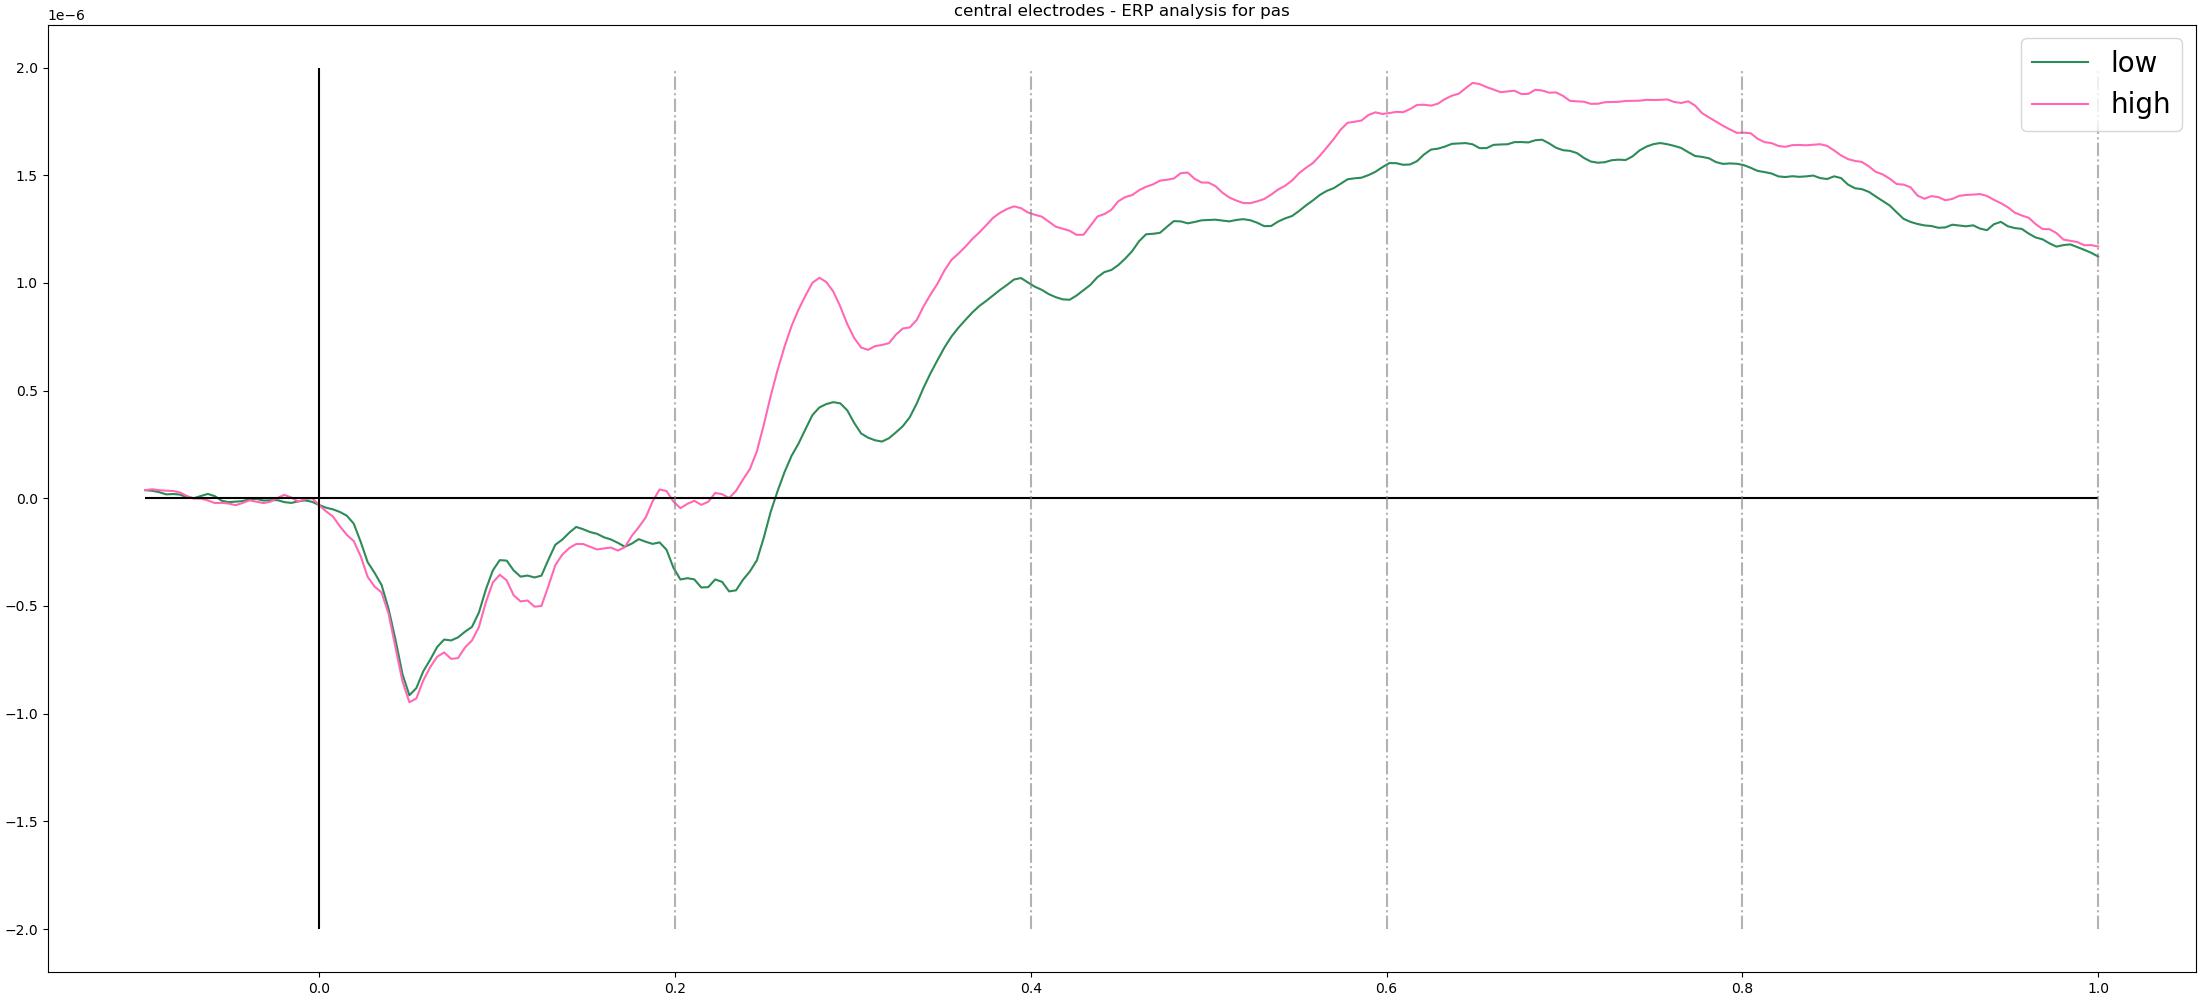 central electrodes - ERP analysis for pas
1e−6
low
high
2.0
1.5
1.0
0.5
0.0
−0.5
−1.0
−1.5
−2.0
0.0 0.2 0.4 0.6 0.8 1.0